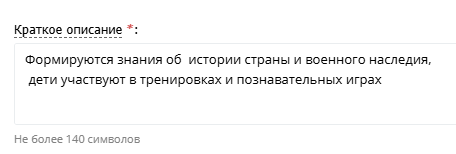 Краткое описание *:
Формируются знания об  истории страны и военного наследия,
дети участвуют в тренировках и познавательных играх
Не более 140 символов